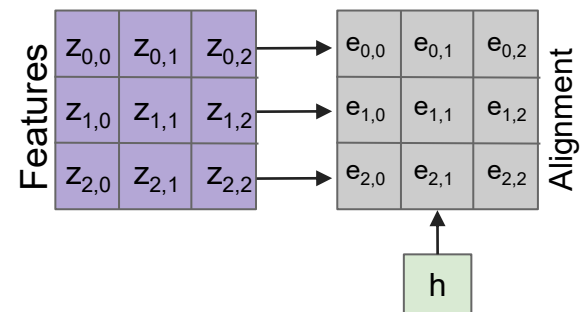 Features
z0,0 z0,1 z0,2
z1,0 z1,1 z1,2
z2,0 z2,1 z2,2
e0,0 e0,1 e0,2
e1,0 e1,1 e1,2
e2,0 e2,1 e2,2
Alignment
h